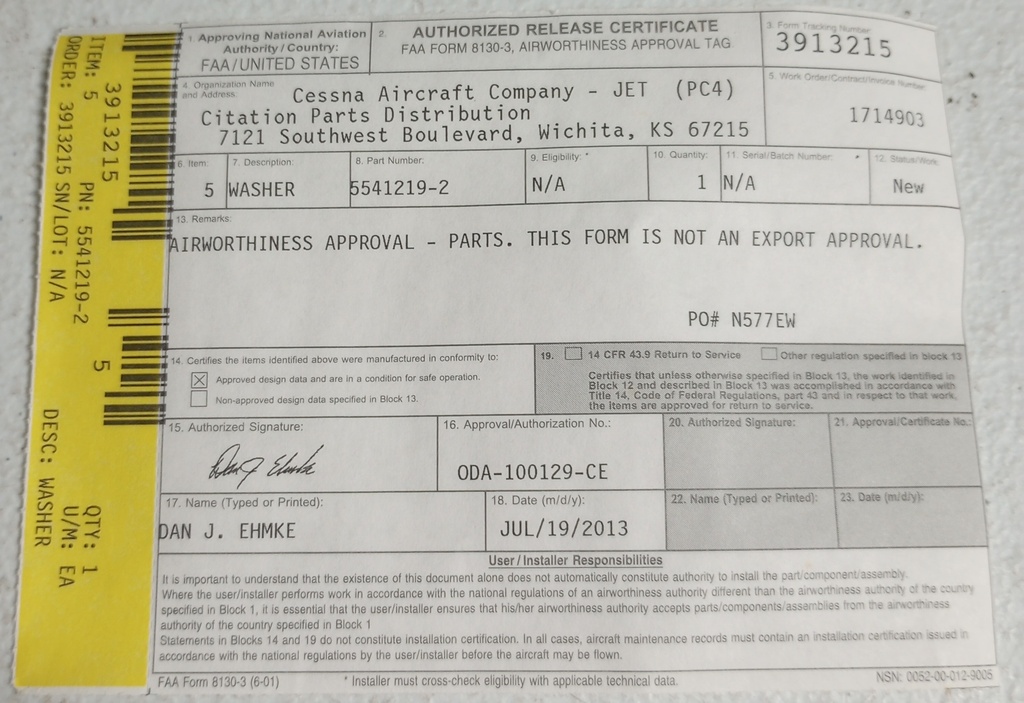 ITEM: 5
PN: 5541219-2
QTY: 1
ORDER: 3913215 SN/LOT: N/A
U/M: EA
3913215
5
DESC: WASHER
1. Approving National Aviation
Authority/Country:
FAA/UNITED STATES
2.
AUTHORIZED RELEASE CERTIFICATE
FAA FORM 8130-3, AIRWORTHINESS APPROVAL TAG
3. Form Tracking Number
3913215
4. Organization Name
and Address.
Cessna Aircraft Company - JET (PC4)
Citation Parts Distribution
7121 Southwest Boulevard, Wichita, KS 67215
5. Work Order/Contract/Invoice Number
1714903
6. Item:
5
7. Description:
WASHER
8. Part Number:
5541219-2
9. Eligibility: *
N/A
10. Quantity:
1
11. Serial/Batch Number:
N/A
12. Status/Work
New
13. Remarks:
AIRWORTHINESS APPROVAL - PARTS. THIS FORM IS NOT AN EXPORT APPROVAL.
PO# N577EW
14. Certifies the items identified above were manufactured in conformity to:
Approved design data and are in a condition for safe operation.
Non-approved design data specified in Block 13.
19. 14 CFR 43.9 Return to Service Other regulation specified in block 13
Certifies that unless otherwise specified in Block 13, the work identified in
Block 12 and described in Block 13 was accomplished in accordance with
Title 14, Code of Federal Regulations, part 43 and in respect to that work,
the items are approved for return to service.
15. Authorized Signature:
Dan J Ehmke
16. Approval/Authorization No.:
ODA-100129-CE
20. Authorized Signature:
21. Approval/Certificate No.:
17. Name (Typed or Printed):
DAN J. EHMKE
18. Date (m/d/y):
JUL/19/2013
22. Name (Typed or Printed):
23. Date (m/d/y):
User/Installer Responsibilities
It is important to understand that the existence of this document alone does not automatically constitute authority to install the part/component/assembly.
Where the user/installer performs work in accordance with the national regulations of an airworthiness authority different than the airworthiness authority of the country
specified in Block 1, it is essential that the user/installer ensures that his/her airworthiness authority accepts parts/components/assemblies from the airworthiness
authority of the country specified in Block 1
Statements in Blocks 14 and 19 do not constitute installation certification. In all cases, aircraft maintenance records must contain an installation certification issued in
accordance with the national regulations by the user/installer before the aircraft may be flown.
FAA Form 8130-3 (6-01)
* Installer must cross-check eligibility with applicable technical data.
NSN: 0052-00-012-9005